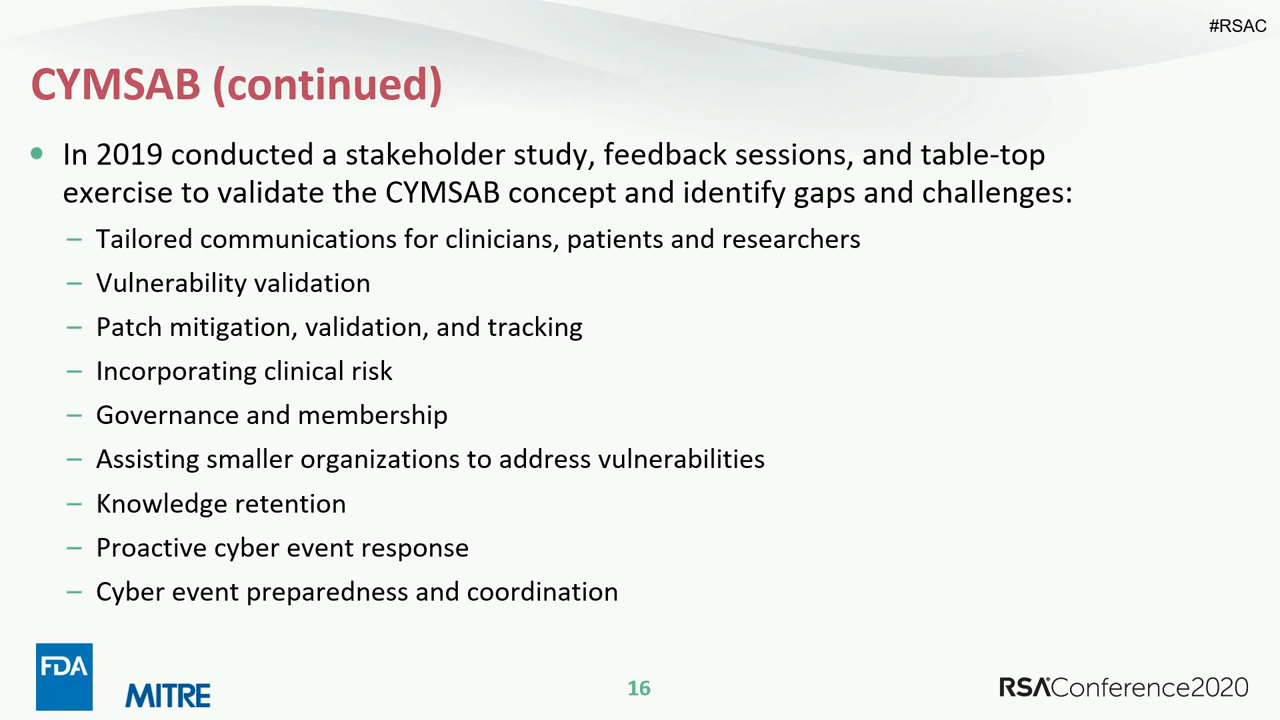 #RSAC
CYMSAB (continued)
• In 2019 conducted a stakeholder study, feedback sessions, and table-top
exercise to validate the CYMSAB concept and identify gaps and challenges:
– Tailored communications for clinicians, patients and researchers
– Vulnerability validation
– Patch mitigation, validation, and tracking
– Incorporating clinical risk
– Governance and membership
– Assisting smaller organizations to address vulnerabilities
– Knowledge retention
– Proactive cyber event response
– Cyber event preparedness and coordination
FDA
MITRE
16
RSAConference2020